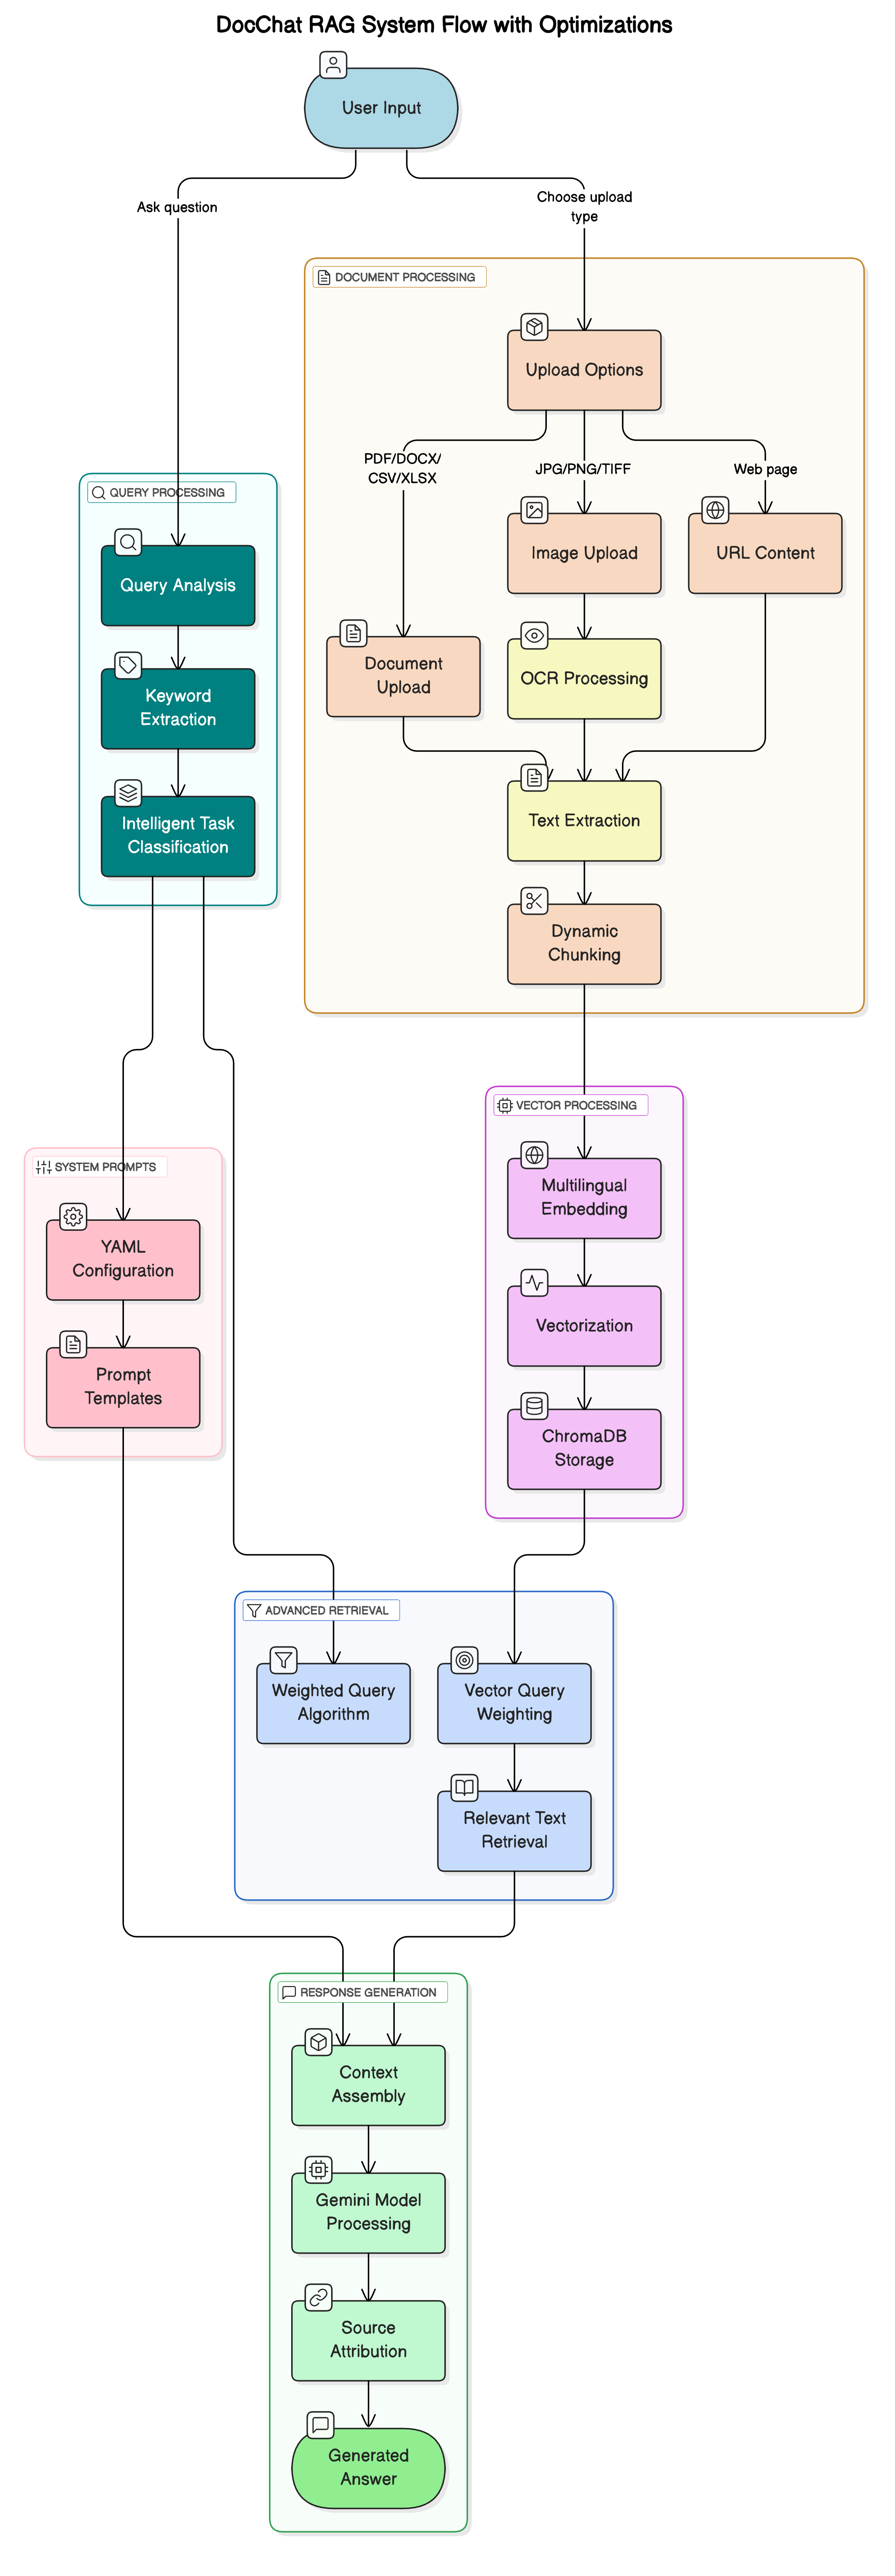 DocChat RAG System Flow with Optimizations
User Input
Ask question
Choose upload
type
DOCUMENT PROCESSING
Upload Options
PDF/DOCX/
CSV/XLSX
JPG/PNG/TIFF
Web page
QUERY PROCESSING
Query Analysis
Image Upload
URL Content
Document
Upload
OCR Processing
Keyword
Extraction
Intelligent Task
Classification
Text Extraction
Dynamic
Chunking
VECTOR PROCESSING
Multilingual
Embedding
SYSTEM PROMPTS
YAML
Configuration
Vectorization
Prompt
Templates
ChromaDB
Storage
ADVANCED RETRIEVAL
Weighted Query
Algorithm
Vector Query
Weighting
Relevant Text
Retrieval
RESPONSE GENERATION
Context
Assembly
Gemini Model
Processing
Source
Attribution
Generated
Answer